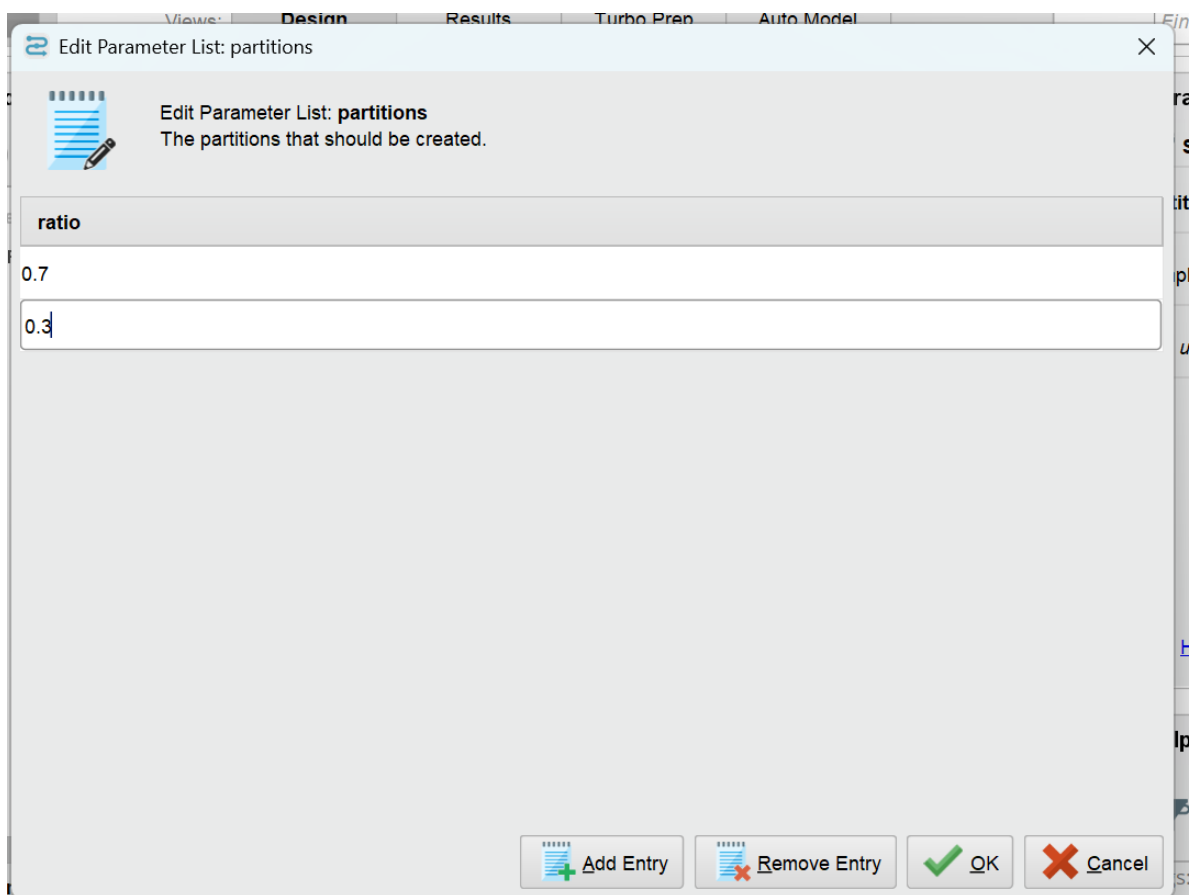 Views: Design Results Turbo Prep Auto Model Fin
Edit Parameter List: partitions
Edit Parameter List: partitions
The partitions that should be created.
ratio
0.7
0.3
Add Entry Remove Entry OK Cancel